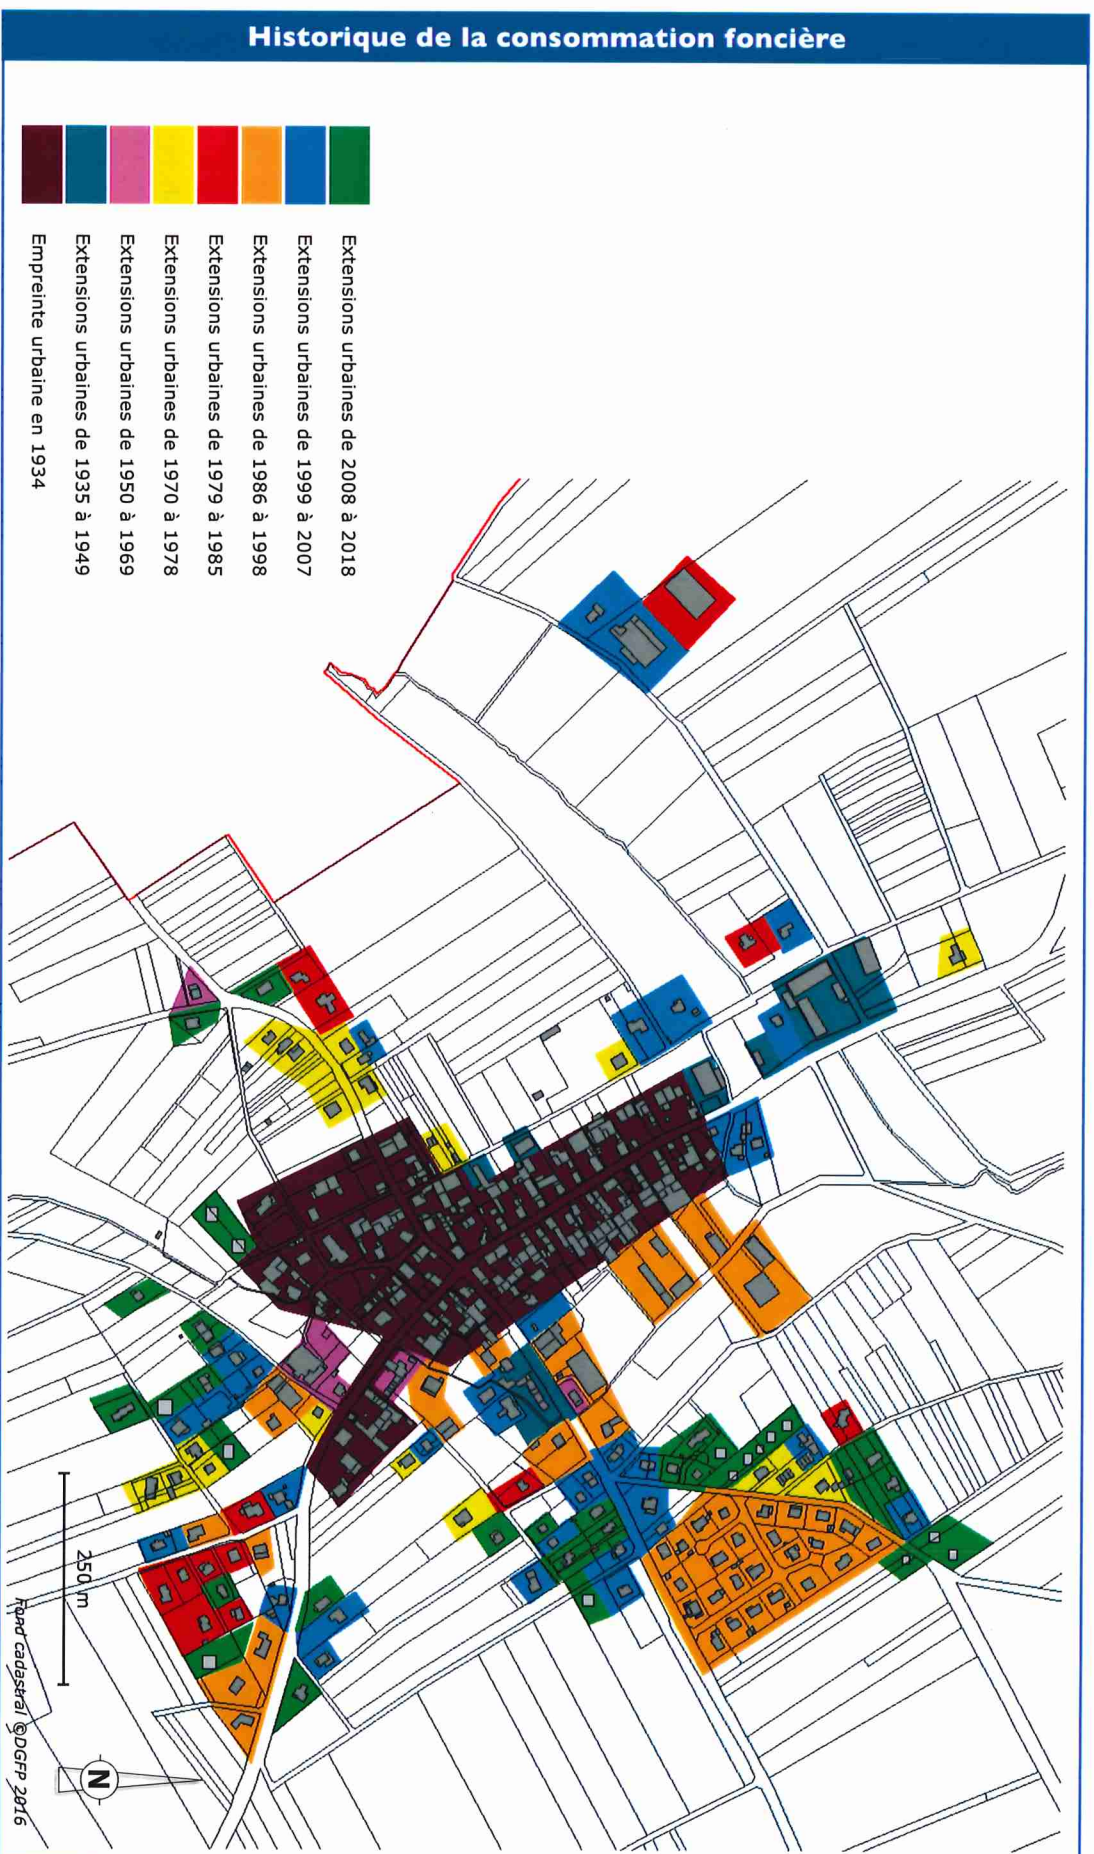 Historique de la consommation foncière
Extensions urbaines de 2008 à 2018
Extensions urbaines de 1999 à 2007
Extensions urbaines de 1986 à 1998
Extensions urbaines de 1979 à 1985
Extensions urbaines de 1970 à 1978
Extensions urbaines de 1950 à 1969
Extensions urbaines de 1935 à 1949
Empreinte urbaine en 1934
250 m
N
Fond cadastral ©DGFP 2016